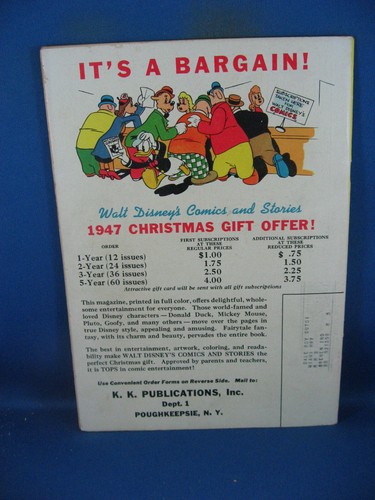 IT'S A BARGAIN!
SUBSCRIPTIONS
TAKEN HERE
FOR
WALT DISNEY'S
COMICS
Walt Disney's Comics and Stories
1947 CHRISTMAS GIFT OFFER!
ORDER FIRST SUBSCRIPTIONS AT THESE REGULAR PRICES ADDITIONAL SUBSCRIPTIONS AT THESE REDUCED PRICES
1-Year (12 issues) $1.00 $ .75
2-Year (24 issues) 1.75 1.50
3-Year (36 issues) 2.50 2.25
5-Year (60 issues) 4.00 3.75
Attractive gift card will be sent with all gift subscriptions
This magazine, printed in full color, offers delightful, whole-
some entertainment for everyone. Those world-famed and
loved Disney characters—Donald Duck, Mickey Mouse,
Pluto, Goofy, and many others—move over the pages in
true Disney style, appealing and amusing. Fairytale fan-
tasy, with its charm and beauty, pervades the entire book.
The best in entertainment, artwork, coloring, and reada-
bility make WALT DISNEY'S COMICS AND STORIES the
perfect Christmas gift. Approved by parents and teachers,
it is TOPS in comic entertainment!
Use Convenient Order Forms on Reverse Side. Mail to:
K. K. PUBLICATIONS, Inc.
Dept. 1
POUGHKEEPSIE, N. Y.